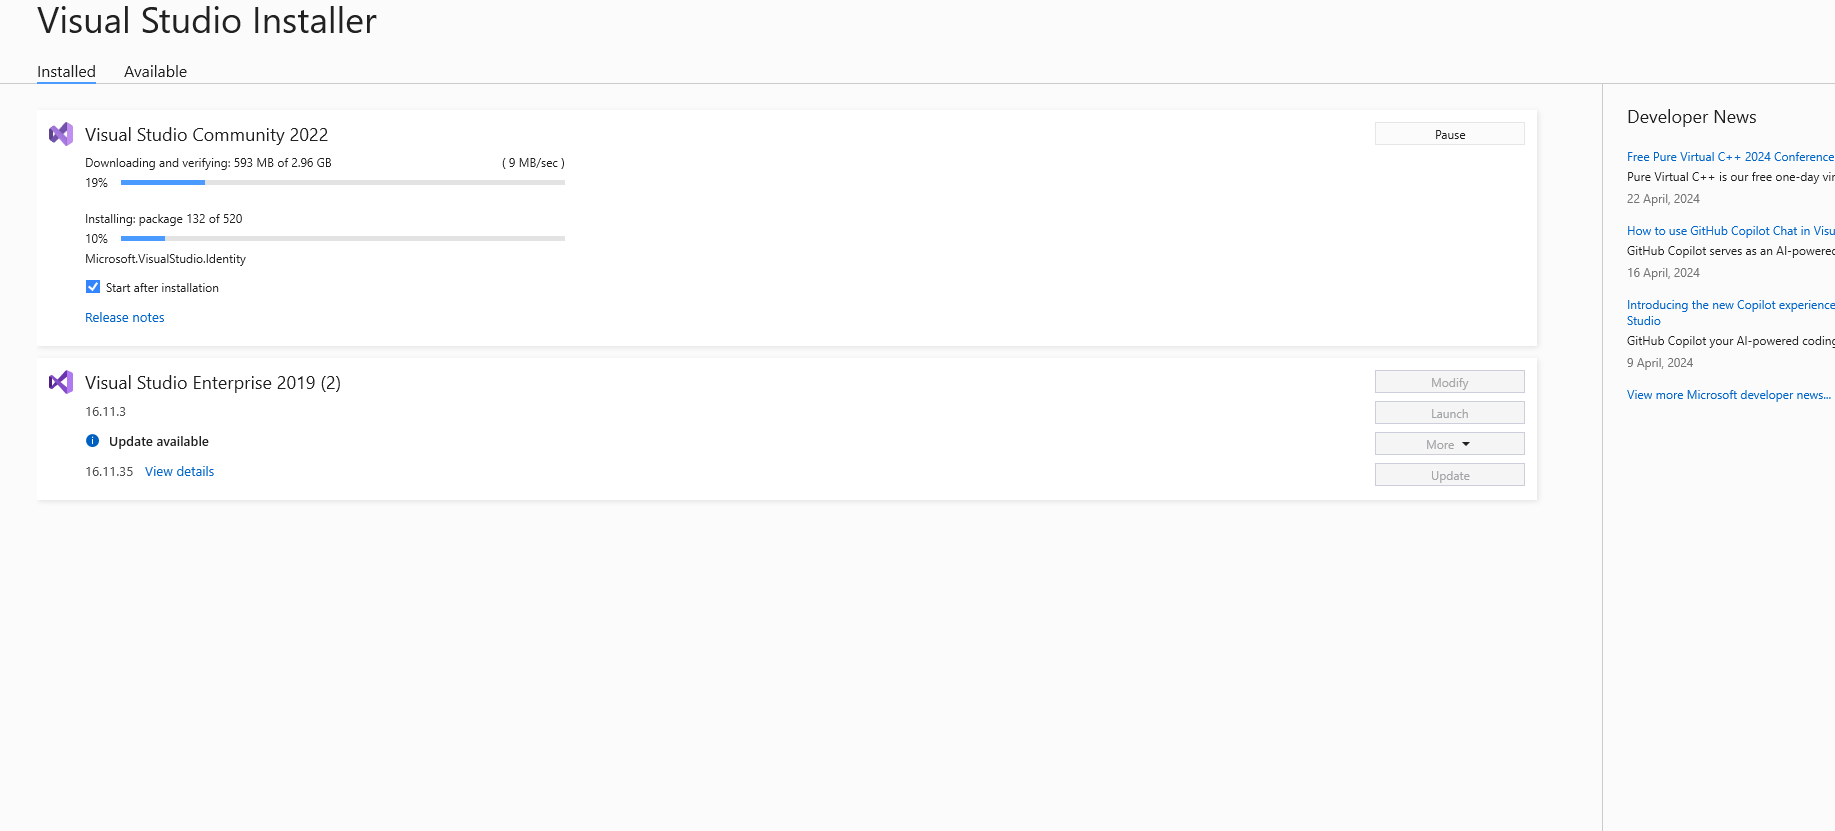 Visual Studio Installer
Installed Available
Visual Studio Community 2022
Pause
Downloading and verifying: 593 MB of 2.96 GB ( 9 MB/sec )
19%
Installing: package 132 of 520
10%
Microsoft.VisualStudio.Identity
Start after installation
Release notes
Visual Studio Enterprise 2019 (2)
16.11.3
Update available
16.11.35 View details
Modify
Launch
More
Update
Developer News
Free Pure Virtual C++ 2024 Conference
Pure Virtual C++ is our free one-day vir
22 April, 2024
How to use GitHub Copilot Chat in Visu
GitHub Copilot serves as an AI-powered
16 April, 2024
Introducing the new Copilot experience
Studio
GitHub Copilot your AI-powered coding
9 April, 2024
View more Microsoft developer news...